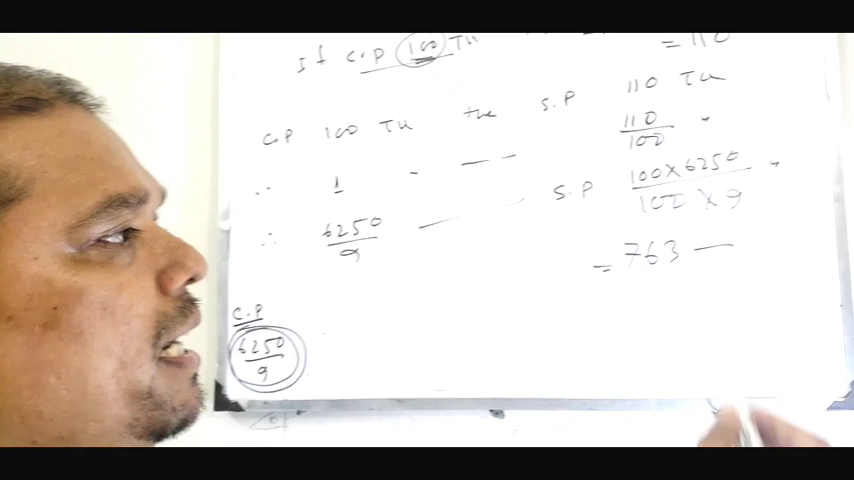 = 110
If C.P 100 TK
C.P 100 TK the S.P 110 TK
∴ 1 - — — 110/100 "
∴ 6250/9 — S.P 100×6250/100×9 "
= 763 —
C.P
6250/9